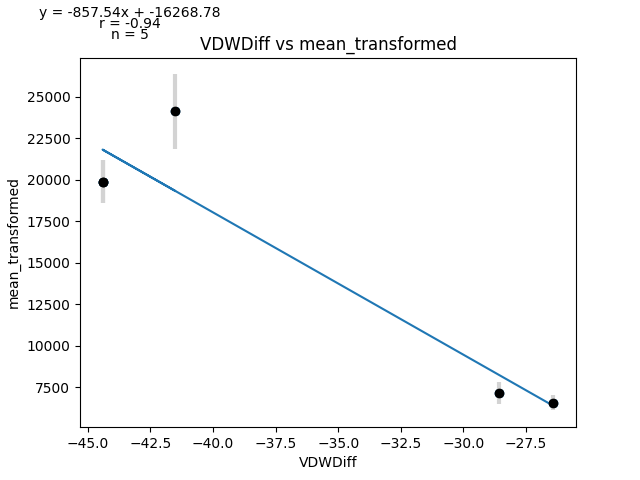 y = -857.54x + -16268.78
r = -0.94
n = 5
VDWDiff vs mean_transformed
25000
22500
20000
17500
15000
12500
10000
7500
mean_transformed
−45.0 −42.5 −40.0 −37.5 −35.0 −32.5 −30.0 −27.5
VDWDiff